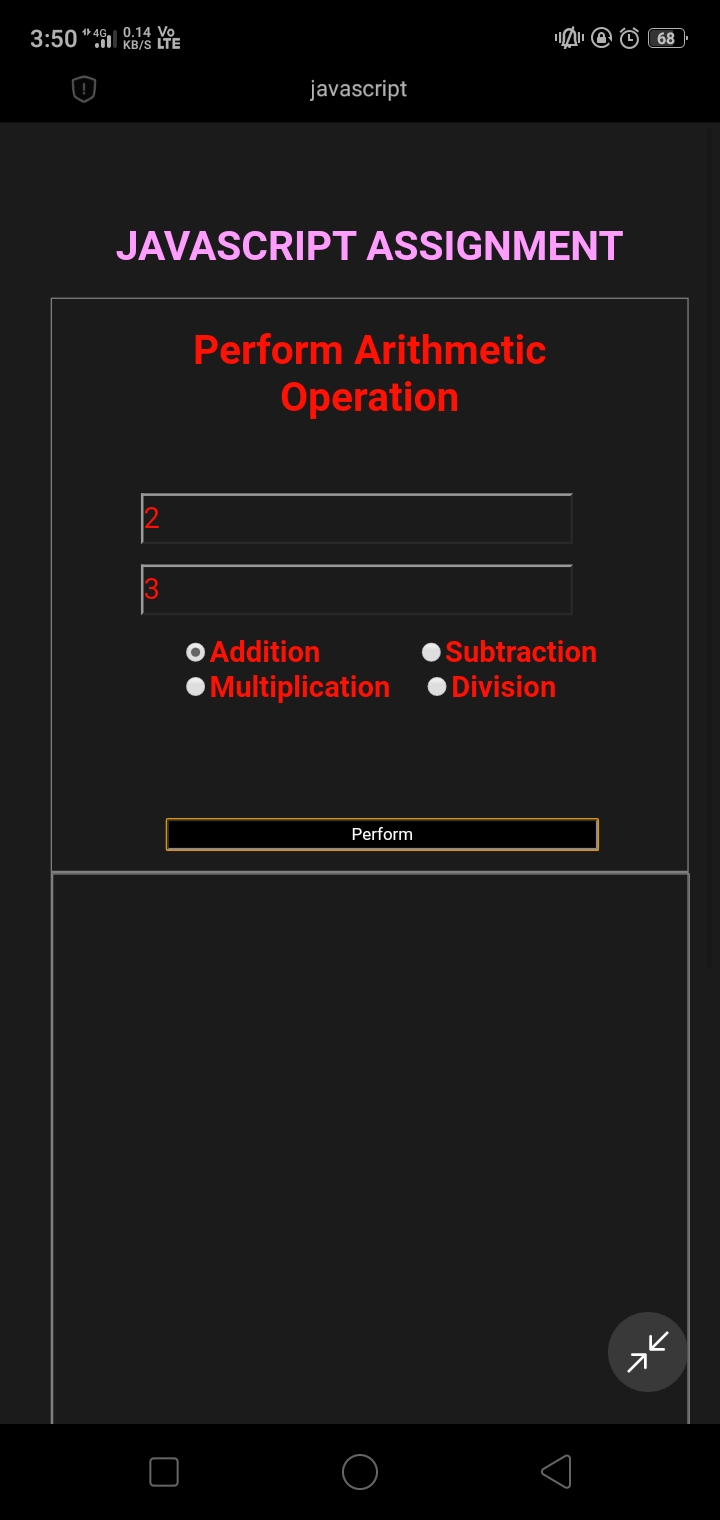 3:50 4G 0.14 KB/S Vo LTE 68
javascript
JAVASCRIPT ASSIGNMENT
Perform Arithmetic
Operation
2
3
Addition Subtraction
Multiplication Division
Perform